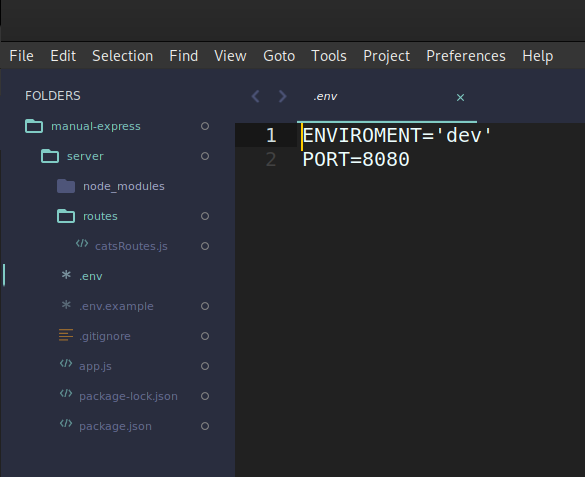 File Edit Selection Find View Goto Tools Project Preferences Help
FOLDERS
manual-express
server
node_modules
routes
catsRoutes.js
.env
.env.example
.gitignore
app.js
package-lock.json
package.json
.env
1 ENVIROMENT='dev'
2 PORT=8080